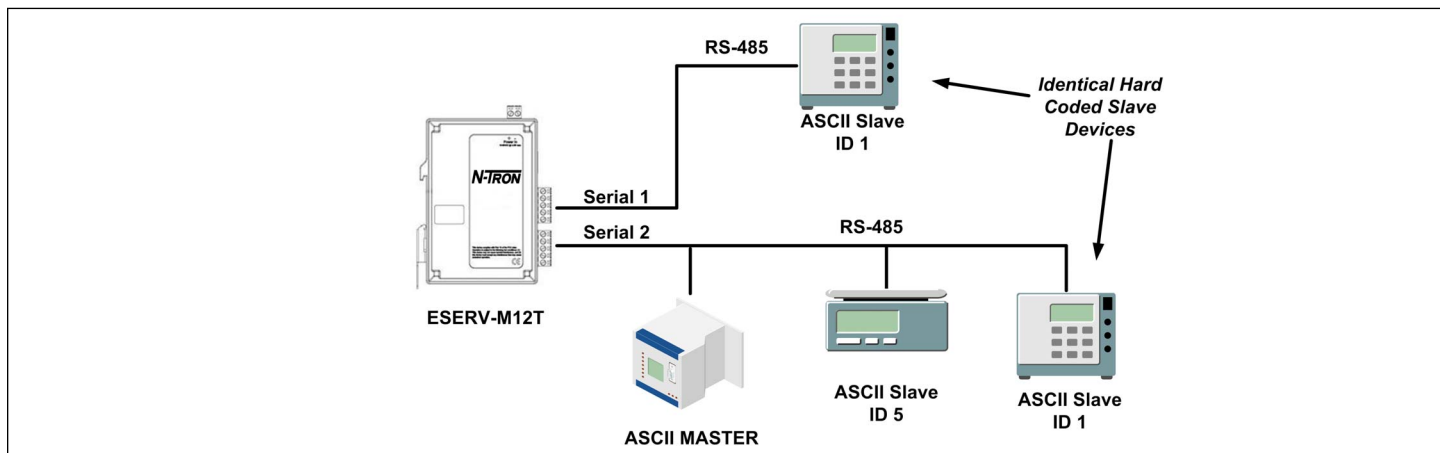 RS-485
ASCII Slave
ID 1
Identical Hard
Coded Slave
Devices
N-TRON
Serial 1
Serial 2
RS-485
ESERV-M12T
ASCII MASTER
ASCII Slave
ID 5
ASCII Slave
ID 1